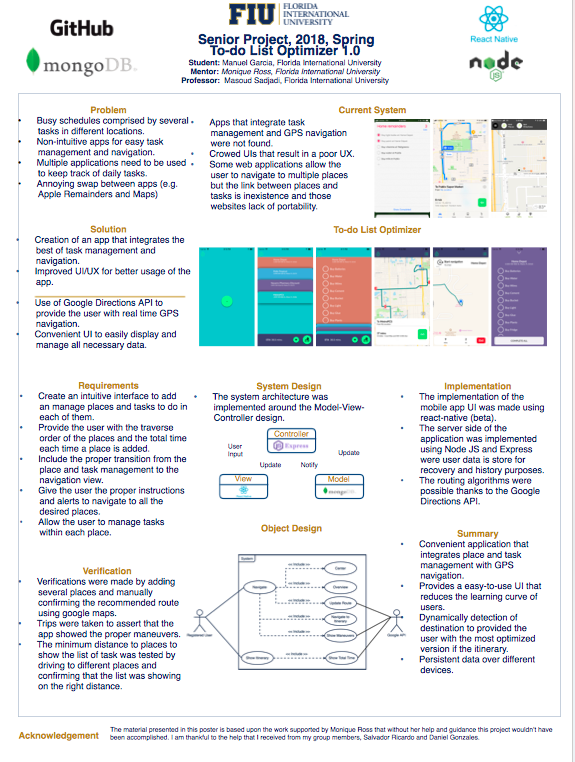 GitHub
mongoDB
FIU
FLORIDA
INTERNATIONAL
UNIVERSITY
Senior Project, 2018, Spring
To-do List Optimizer 1.0
Student: Manuel Garcia, Florida International University
Mentor: Monique Ross, Florida International University
Professor: Masoud Sadjadi, Florida International University
React Native
node
JS
Problem
Busy schedules comprised by several
tasks in different locations.
Non-intuitive apps for easy task
management and navigation.
Multiple applications need to be used
to keep track of daily tasks.
Annoying swap between apps (e.g.
Apple Remainders and Maps)
Current System
Apps that integrate task
management and GPS navigation
were not found.
Crowed UIs that result in a poor UX.
Some web applications allow the
user to navigate to multiple places
but the link between places and
tasks is inexistence and those
websites lack of portability.
Solution
Creation of an app that integrates the
best of task management and
navigation.
Improved UI/UX for better usage of the
app.
Use of Google Directions API to
provide the user with real time GPS
navigation.
Convenient UI to easily display and
manage all necessary data.
To-do List Optimizer
Requirements
Create an intuitive interface to add
an manage places and tasks to do in
each of them.
Provide the user with the traverse
order of the places and the total time
each time a place is added.
Include the proper transition from the
place and task management to the
navigation view.
Give the user the proper instructions
and alerts to navigate to all the
desired places.
Allow the user to manage tasks
within each place.
System Design
The system architecture was
implemented around the Model-View-
Controller design.
Controller
Express
User
Input
Update
Update
Notify
View
React Native
Model
mongoDB
Implementation
The implementation of the
mobile app UI was made using
react-native (beta).
The server side of the
application was implemented
using Node JS and Express
were user data is store for
recovery and history purposes.
The routing algorithms were
possible thanks to the Google
Directions API.
Verification
Verifications were made by adding
several places and manually
confirming the recommended route
using google maps.
Trips were taken to assert that the
app showed the proper maneuvers.
The minimum distance to places to
show the list of task was tested by
driving to different places and
confirming that the list was showing
on the right distance.
Object Design
System
Navigate
Show Itinerary
<< Include >>
Center
<< Include >>
Overview
<< Include >>
Update Route
<< Include >>
Navigate to
Itinerary
<< Include >>
Show Maneuvers
<< Include >>
Show Total Time
Registered User
Google API
Summary
Convenient application that
integrates place and task
management with GPS
navigation.
Provides a easy-to-use UI that
reduces the learning curve of
users.
Dynamically detection of
destination to provided the
user with the most optimized
version if the itinerary.
Persistent data over different
devices.
Acknowledgement
The material presented in this poster is based upon the work supported by Monique Ross that without her help and guidance this project wouldn't have
been accomplished. I am thankful to the help that I received from my group members, Salvador Ricardo and Daniel Gonzales.